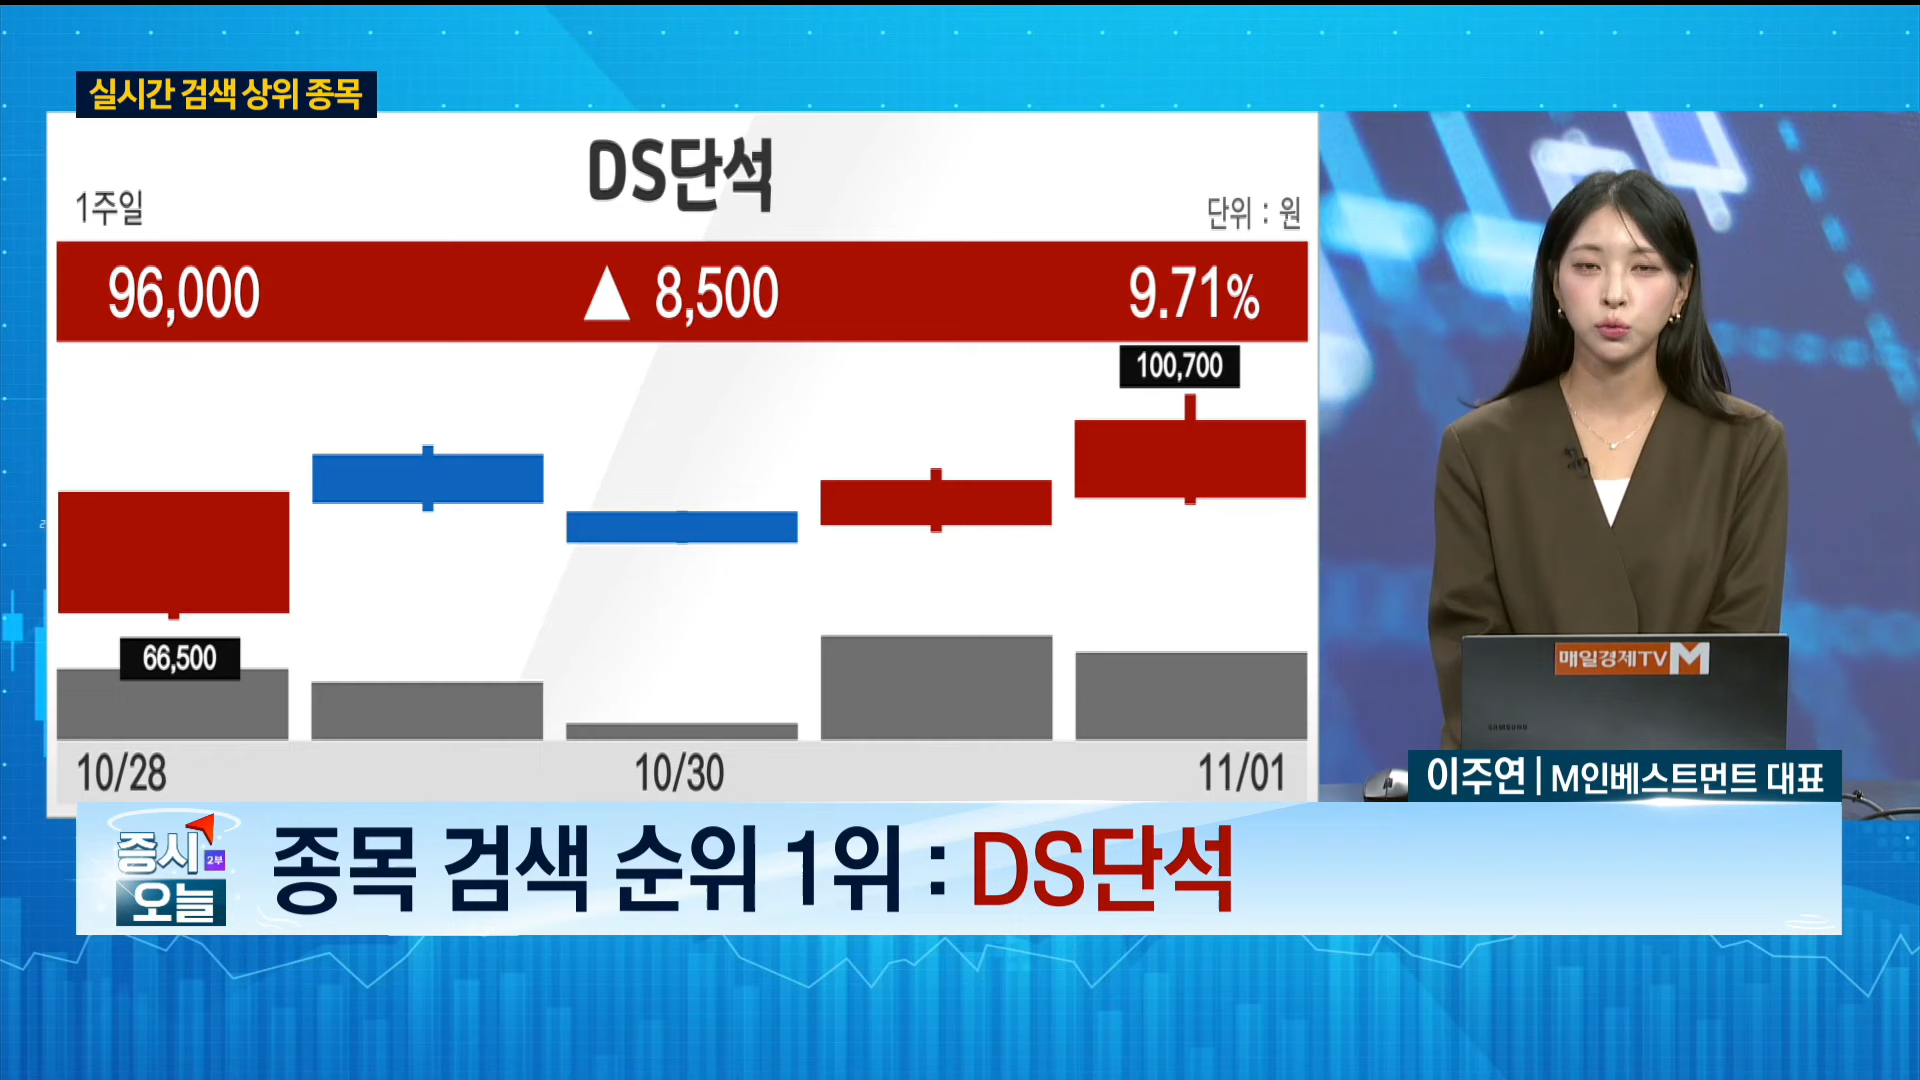 실시간 검색 상위 종목
DS단석
1주일
단위 : 원
96,000 ▲ 8,500 9.71%
100,700
66,500
10/28 10/30 11/01
매일경제TV M
SAMSUNG
이주연 | M인베스트먼트 대표
증시 2부
오늘
종목 검색 순위 1위 : DS단석